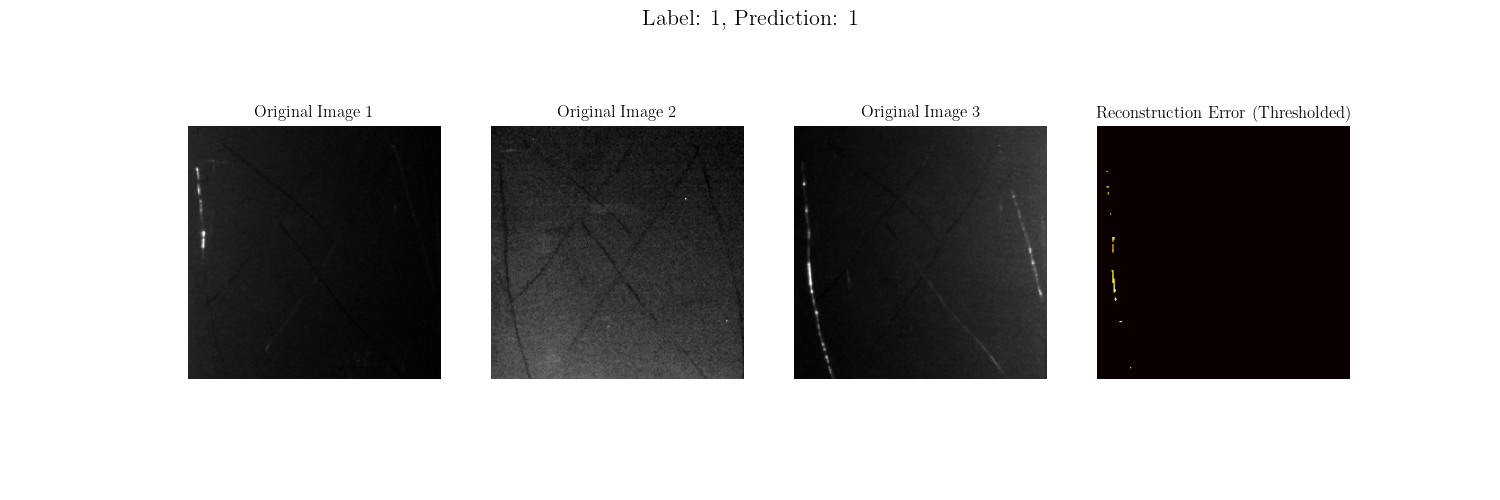 Label: 1, Prediction: 1
Original Image 1
Original Image 2
Original Image 3
Reconstruction Error (Thresholded)